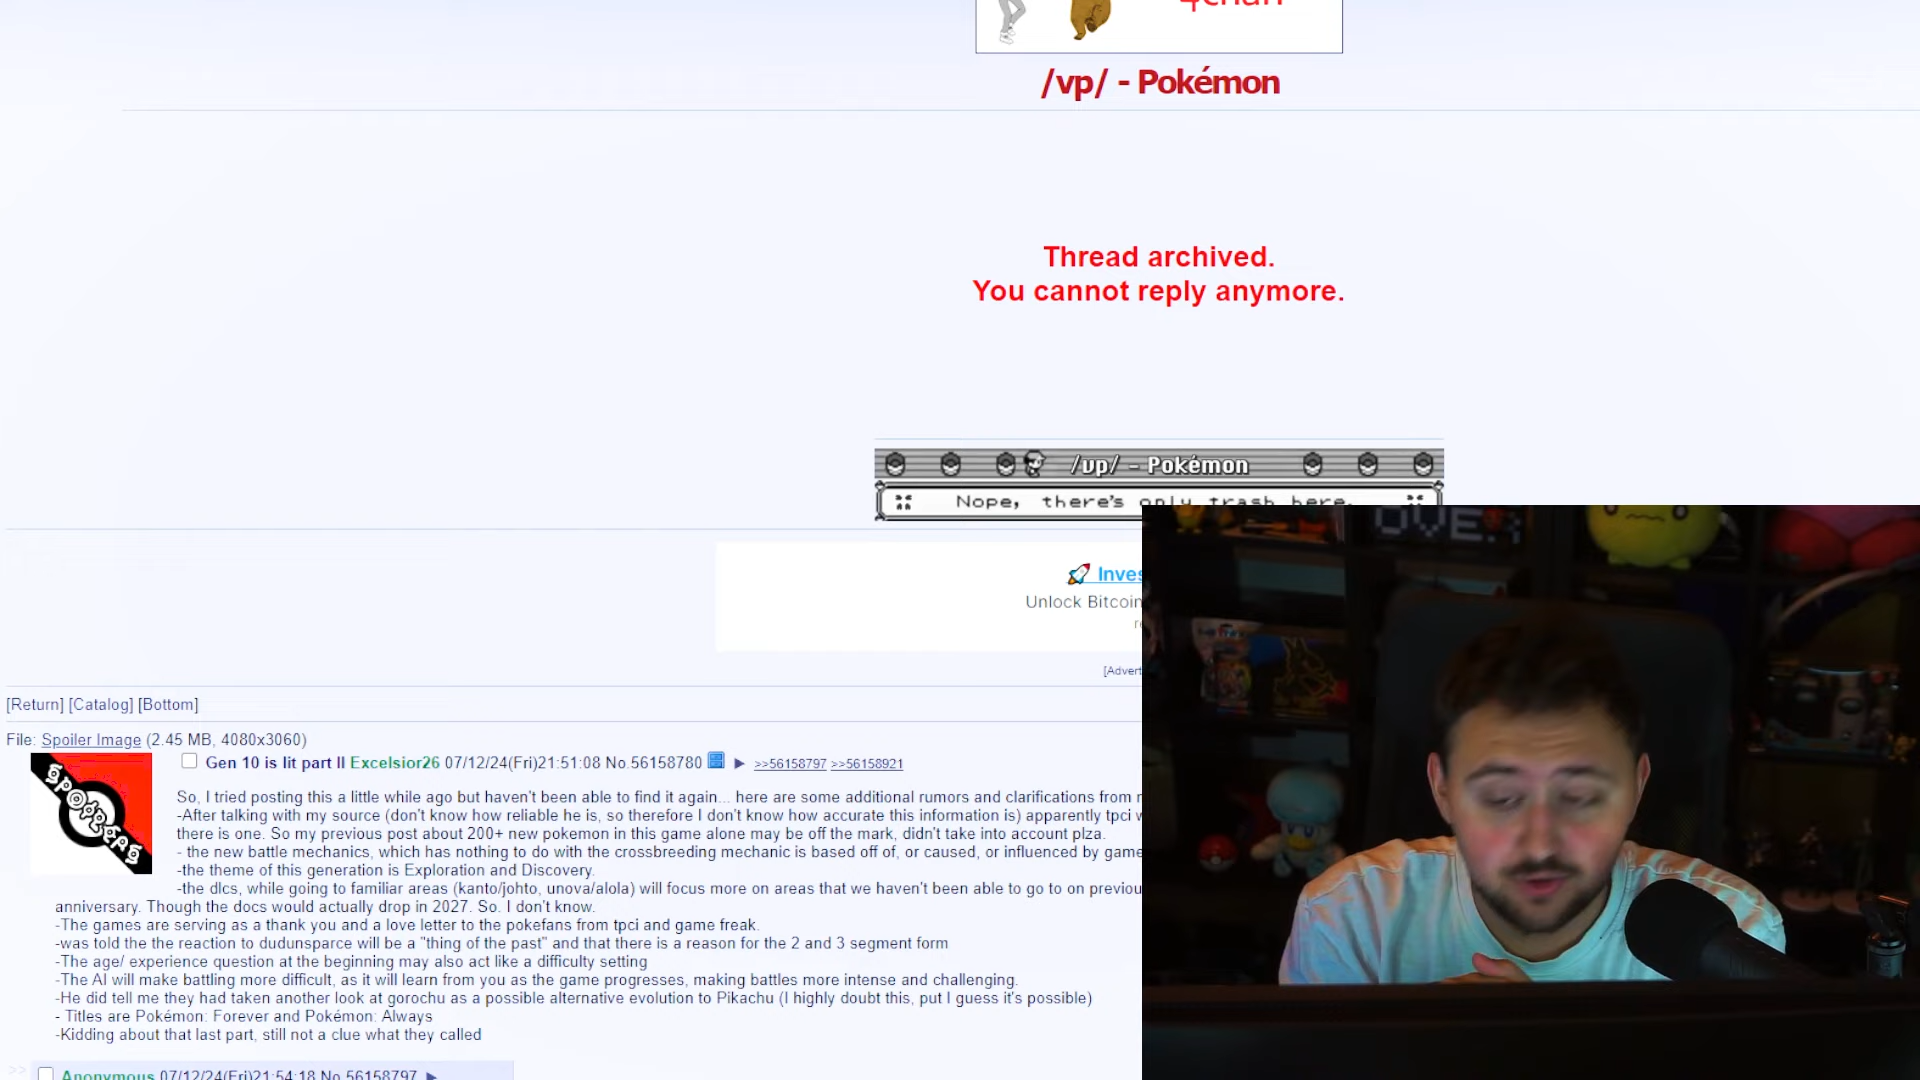 4chan
/vp/ - Pokémon
Thread archived.
You cannot reply anymore.
/vp/ - Pokémon
Nope, there's only trash here.
🚀 Inves
Unlock Bitcoin
[Advert
[Return] [Catalog] [Bottom]
File: Spoiler Image (2.45 MB, 4080x3060)
SPOILERS
Gen 10 is lit part II Excelsior26 07/12/24(Fri)21:51:08 No.56158780 ▶ >>56158797 >>56158921
So, I tried posting this a little while ago but haven't been able to find it again... here are some additional rumors and clarifications from
-After talking with my source (don't know how reliable he is, so therefore I don't know how accurate this information is) apparently tpci
there is one. So my previous post about 200+ new pokemon in this game alone may be off the mark, didn't take into account plza.
- the new battle mechanics, which has nothing to do with the crossbreeding mechanic is based off of, or caused, or influenced by game
-the theme of this generation is Exploration and Discovery.
-the dlcs, while going to familiar areas (kanto/johto, unova/alola) will focus more on areas that we haven't been able to go to on previou
anniversary. Though the docs would actually drop in 2027. So. I don't know.
-The games are serving as a thank you and a love letter to the pokefans from tpci and game freak.
-was told the the reaction to dudunsparce will be a "thing of the past" and that there is a reason for the 2 and 3 segment form
-The age/ experience question at the beginning may also act like a difficulty setting
-The AI will make battling more difficult, as it will learn from you as the game progresses, making battles more intense and challenging.
-He did tell me they had taken another look at gorochu as a possible alternative evolution to Pikachu (I highly doubt this, put I guess it's possible)
- Titles are Pokémon: Forever and Pokémon: Always
-Kidding about that last part, still not a clue what they called
>> Anonymous 07/12/24(Fri)21:54:18 No.56158797 ▶
OVE